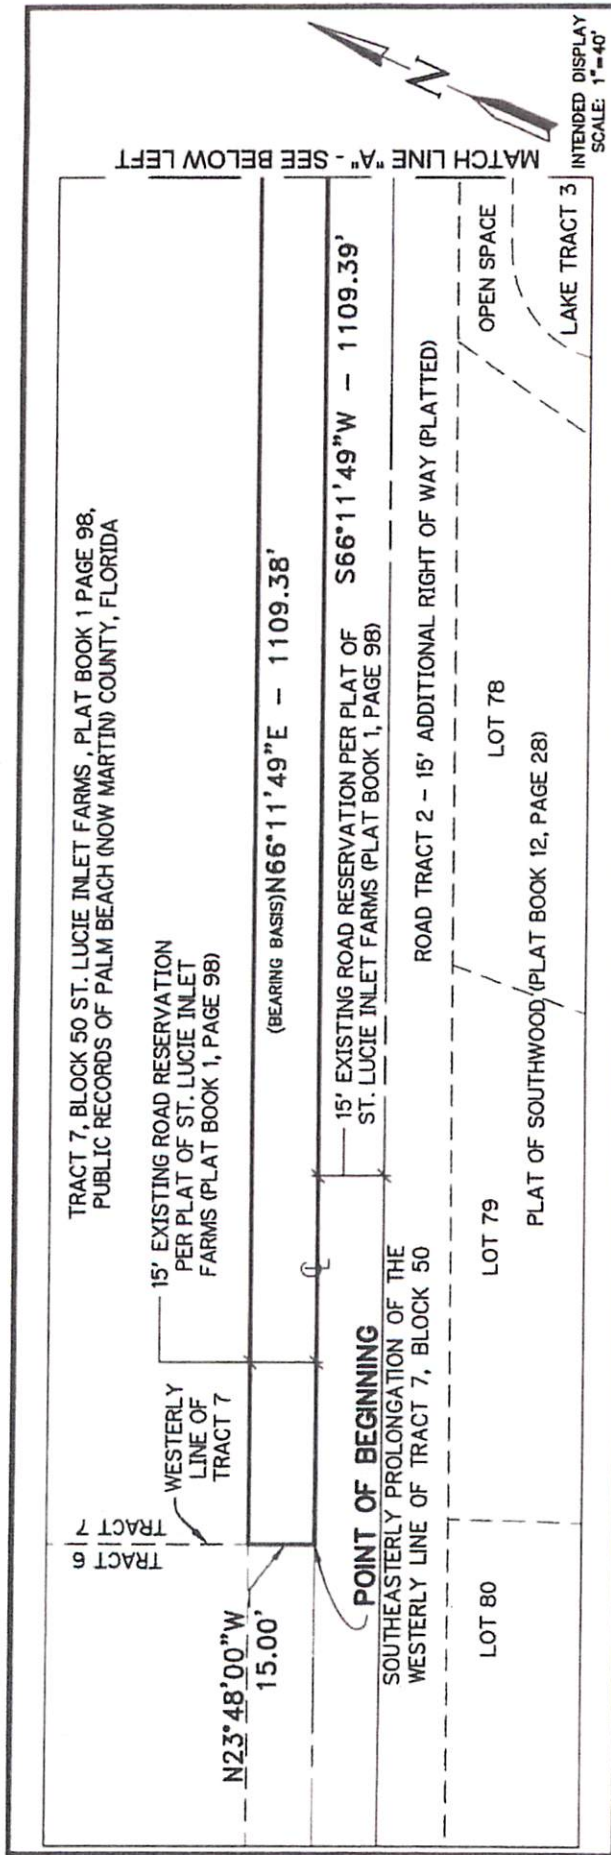 TRACT 7, BLOCK 50 ST. LUCIE INLET FARMS , PLAT BOOK 1 PAGE 98,
PUBLIC RECORDS OF PALM BEACH (NOW MARTIN) COUNTY, FLORIDA
15' EXISTING ROAD RESERVATION
PER PLAT OF ST. LUCIE INLET
FARMS (PLAT BOOK 1, PAGE 98)
TRACT 6
TRACT 7
WESTERLY
LINE OF
TRACT 7
N23°48'00"W
15.00'
(BEARING BASIS)N66°11'49"E - 1109.38'
S66°11'49"W - 1109.39'
15' EXISTING ROAD RESERVATION PER PLAT OF
ST. LUCIE INLET FARMS (PLAT BOOK 1, PAGE 98)
CL
POINT OF BEGINNING
SOUTHEASTERLY PROLONGATION OF THE
WESTERLY LINE OF TRACT 7, BLOCK 50
ROAD TRACT 2 - 15' ADDITIONAL RIGHT OF WAY (PLATTED)
LOT 80
LOT 79
LOT 78
OPEN SPACE
LAKE TRACT 3
PLAT OF SOUTHWOOD (PLAT BOOK 12, PAGE 28)
MATCH LINE "A" - SEE BELOW LEFT
N
INTENDED DISPLAY
SCALE: 1"=40'